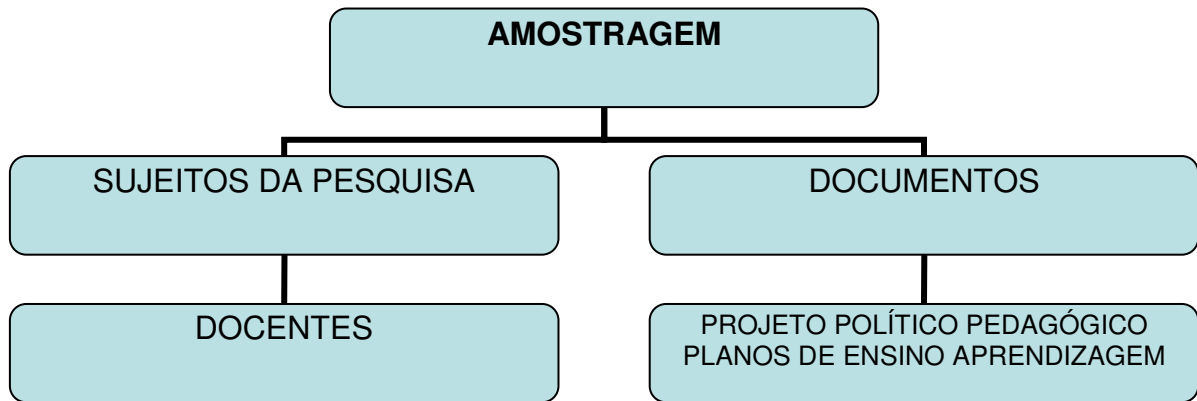 AMOSTRAGEM
SUJEITOS DA PESQUISA
DOCUMENTOS
DOCENTES
PROJETO POLÍTICO PEDAGÓGICO
PLANOS DE ENSINO APRENDIZAGEM